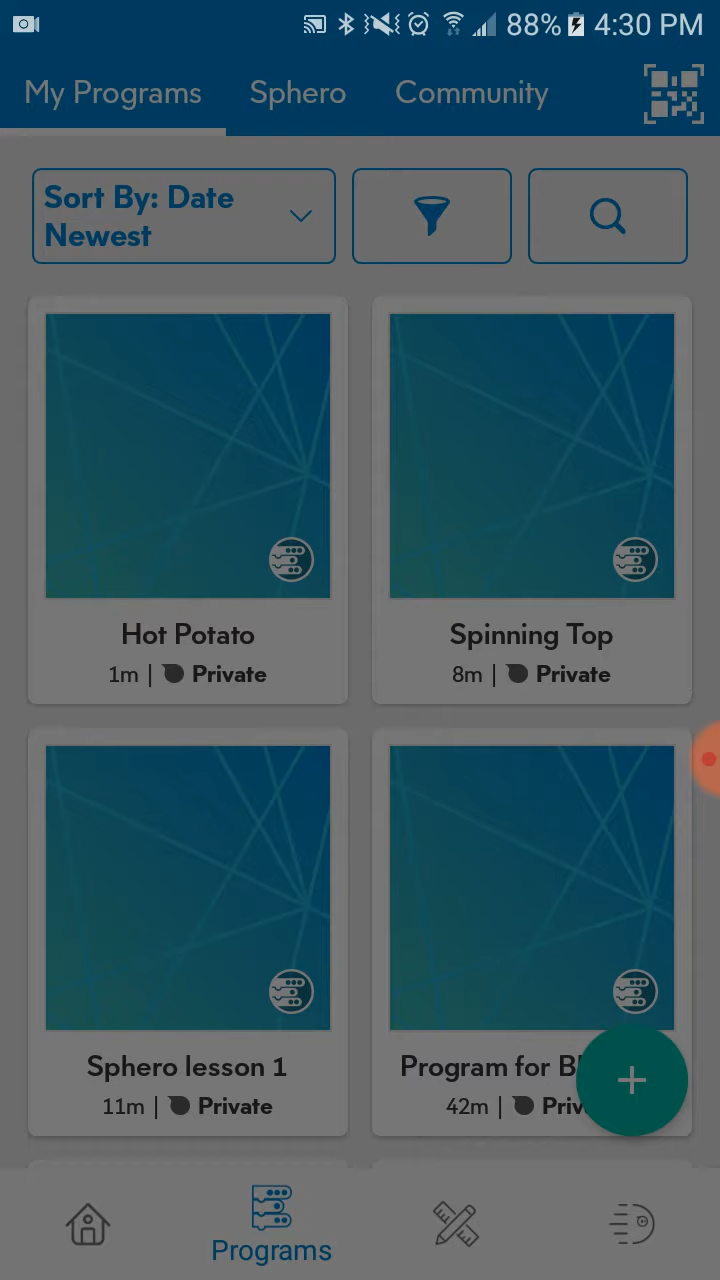 88% 4:30 PM
My Programs Sphero Community
Sort By: Date
Newest
Hot Potato
1m | Private
Spinning Top
8m | Private
Sphero lesson 1
11m | Private
Program for B
42m | Priv
Programs